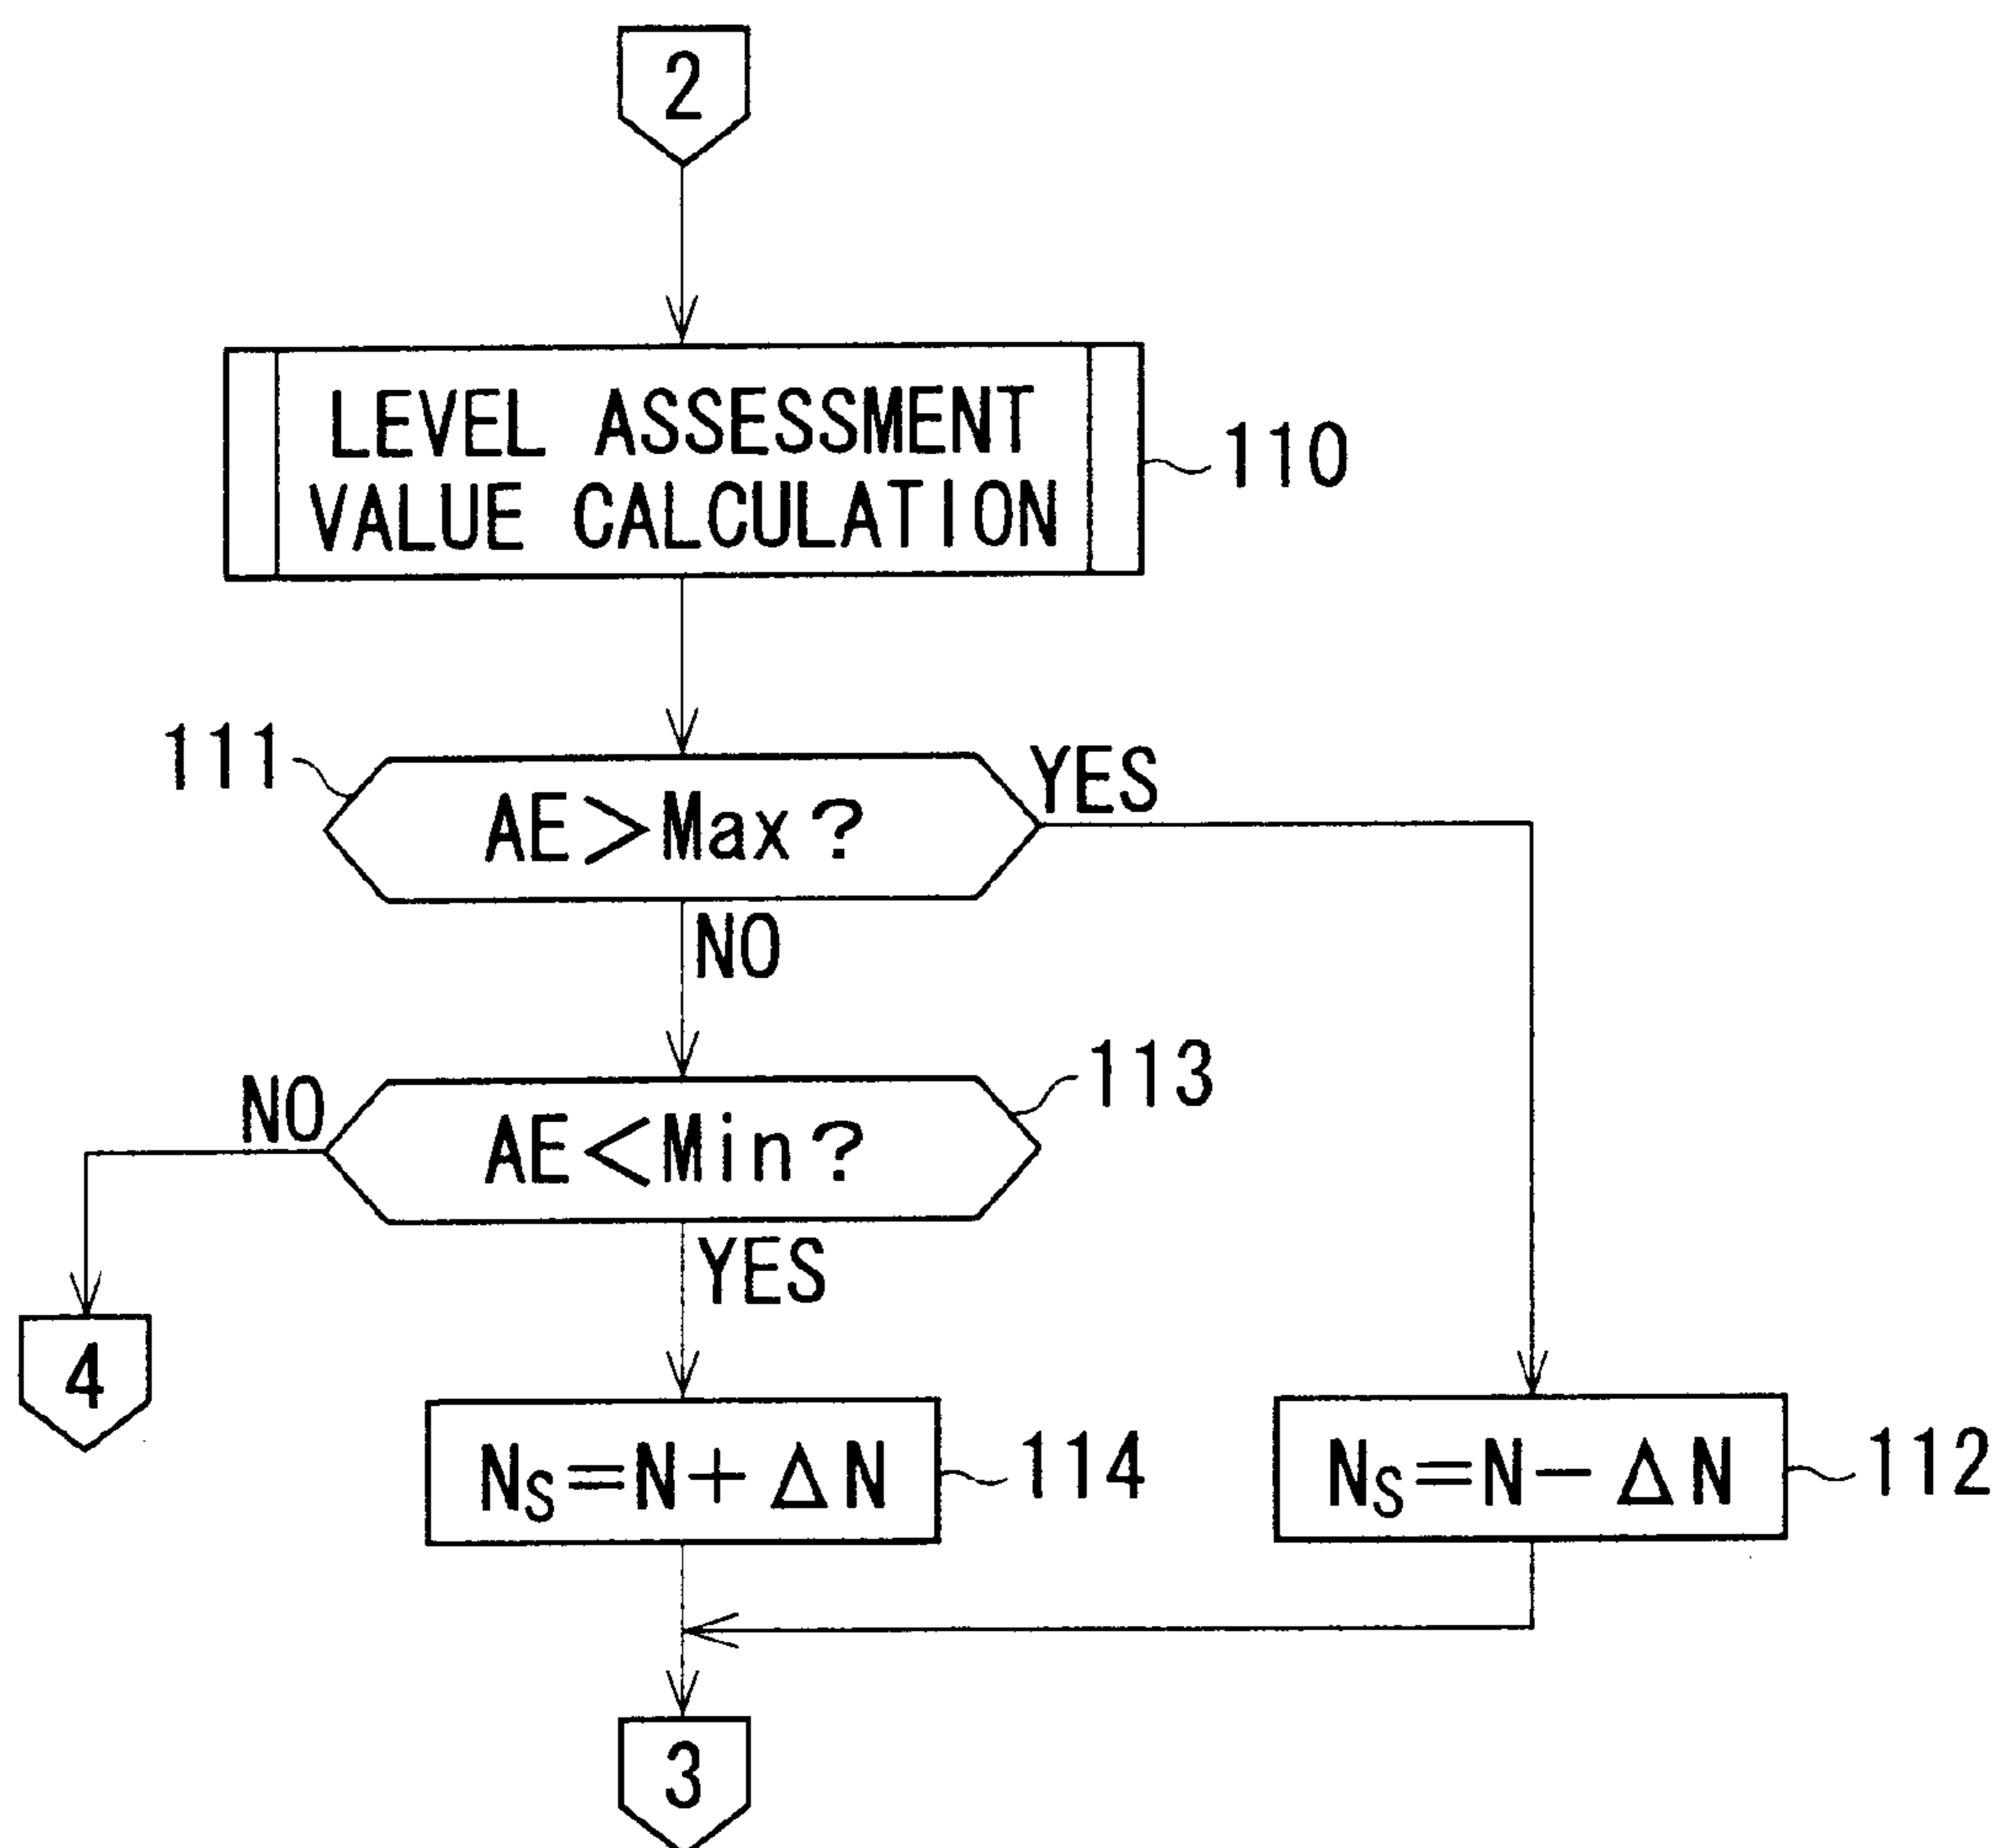 2
LEVEL ASSESSMENT
VALUE CALCULATION
110
111
AE>Max?
YES
NO
113
NO
AE<Min?
YES
4
Ns=N+ΔN
114
Ns=N-ΔN
112
3